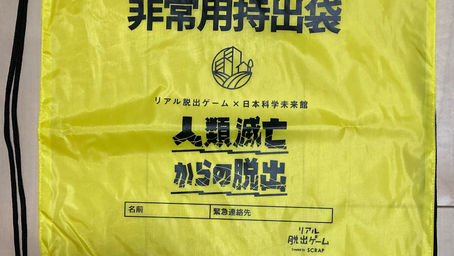 非常用持出袋
リアル脱出ゲーム×日本科学未来館
人類滅亡
からの脱出
名前 緊急連絡先
リアル
脱出ゲーム
Created by SCRAP